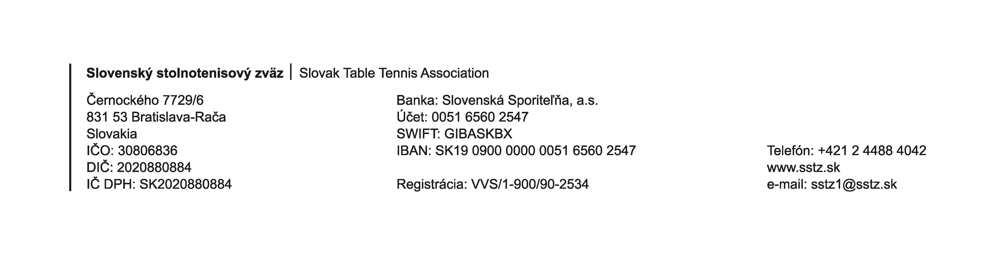 Slovenský stolnotenisový zväz | Slovak Table Tennis Association
Černockého 7729/6
831 53 Bratislava-Rača
Slovakia
IČO: 30806836
DIČ: 2020880884
IČ DPH: SK2020880884
Banka: Slovenská Sporiteľňa, a.s.
Účet: 0051 6560 2547
SWIFT: GIBASKBX
IBAN: SK19 0900 0000 0051 6560 2547
Registrácia: VVS/1-900/90-2534
Telefón: +421 2 4488 4042
www.sstz.sk
e-mail: sstz1@sstz.sk